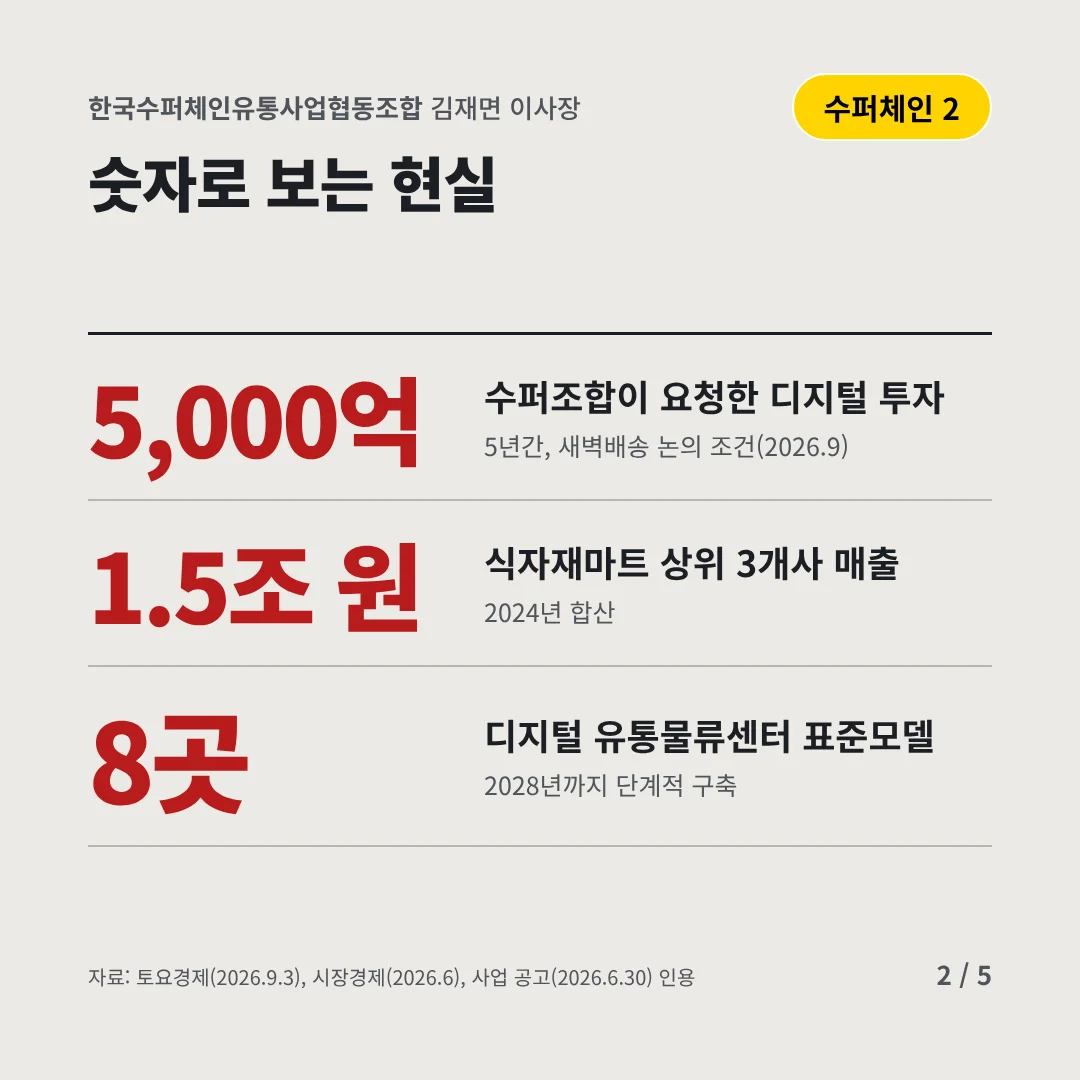 한국수퍼체인유통사업협동조합 김재면 이사장
수퍼체인 2
숫자로 보는 현실
5,000억
수퍼조합이 요청한 디지털 투자
5년간, 새벽배송 논의 조건(2026.9)
1.5조 원
식자재마트 상위 3개사 매출
2024년 합산
8곳
디지털 유통물류센터 표준모델
2028년까지 단계적 구축
자료: 토요경제(2026.9.3), 시장경제(2026.6), 사업 공고(2026.6.30) 인용
2 / 5